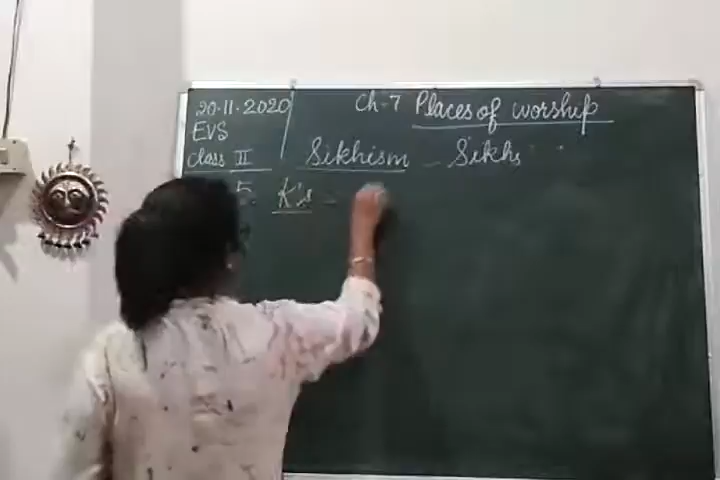 20-11-2020
Ch-7 Places of worship
EVS
class II
Sikhism - Sikhs
5 K's -